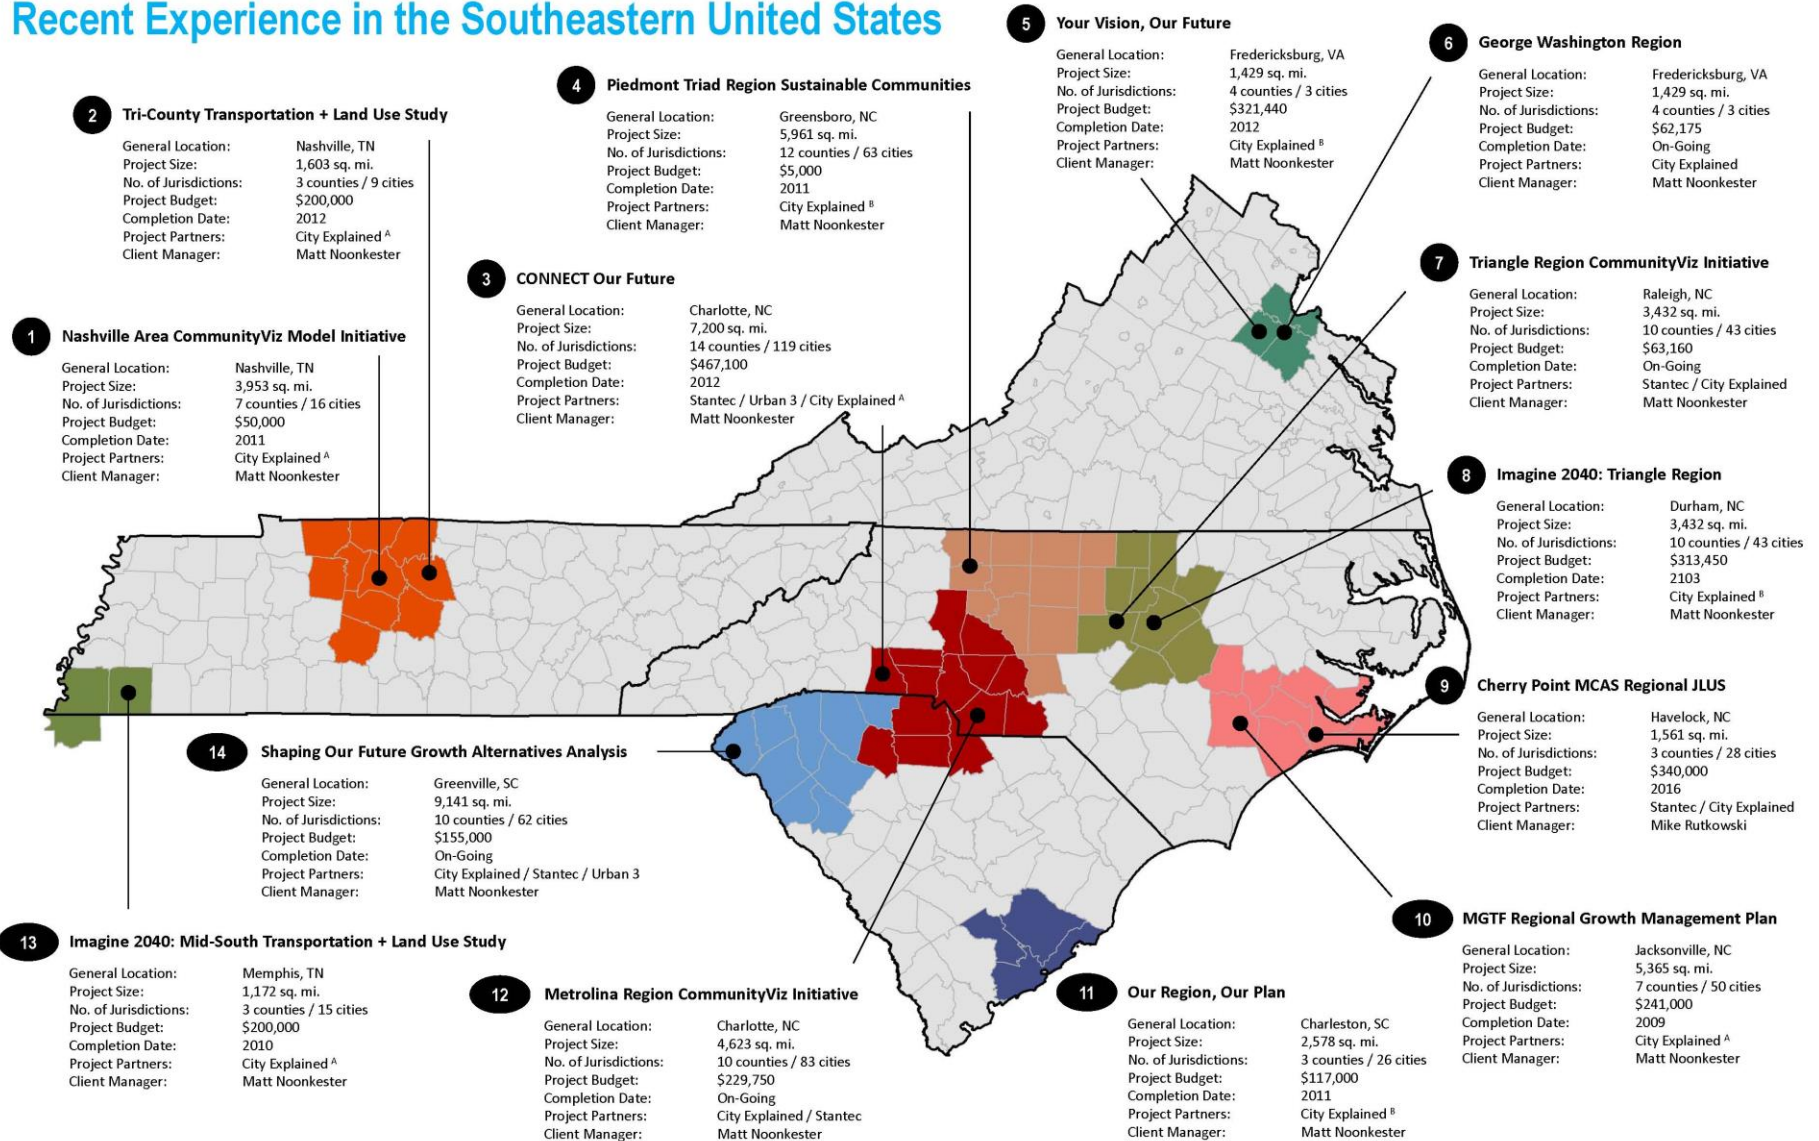 Recent Experience in the Southeastern United States
1
Nashville Area CommunityViz Model Initiative
General Location: Nashville, TN
Project Size: 3,953 sq. mi.
No. of Jurisdictions: 7 counties / 16 cities
Project Budget: $50,000
Completion Date: 2011
Project Partners: City Explained A
Client Manager: Matt Noonkester
2
Tri-County Transportation + Land Use Study
General Location: Nashville, TN
Project Size: 1,603 sq. mi.
No. of Jurisdictions: 3 counties / 9 cities
Project Budget: $200,000
Completion Date: 2012
Project Partners: City Explained A
Client Manager: Matt Noonkester
3
CONNECT Our Future
General Location: Charlotte, NC
Project Size: 7,200 sq. mi.
No. of Jurisdictions: 14 counties / 119 cities
Project Budget: $467,100
Completion Date: 2012
Project Partners: Stantec / Urban 3 / City Explained A
Client Manager: Matt Noonkester
4
Piedmont Triad Region Sustainable Communities
General Location: Greensboro, NC
Project Size: 5,961 sq. mi.
No. of Jurisdictions: 12 counties / 63 cities
Project Budget: $5,000
Completion Date: 2011
Project Partners: City Explained B
Client Manager: Matt Noonkester
5
Your Vision, Our Future
General Location: Fredericksburg, VA
Project Size: 1,429 sq. mi.
No. of Jurisdictions: 4 counties / 3 cities
Project Budget: $321,440
Completion Date: 2012
Project Partners: City Explained B
Client Manager: Matt Noonkester
6
George Washington Region
General Location: Fredericksburg, VA
Project Size: 1,429 sq. mi.
No. of Jurisdictions: 4 counties / 3 cities
Project Budget: $62,175
Completion Date: On-Going
Project Partners: City Explained
Client Manager: Matt Noonkester
7
Triangle Region CommunityViz Initiative
General Location: Raleigh, NC
Project Size: 3,432 sq. mi.
No. of Jurisdictions: 10 counties / 43 cities
Project Budget: $63,160
Completion Date: On-Going
Project Partners: Stantec / City Explained
Client Manager: Matt Noonkester
8
Imagine 2040: Triangle Region
General Location: Durham, NC
Project Size: 3,432 sq. mi.
No. of Jurisdictions: 10 counties / 43 cities
Project Budget: $313,450
Completion Date: 2103
Project Partners: City Explained B
Client Manager: Matt Noonkester
9
Cherry Point MCAS Regional JLUS
General Location: Havelock, NC
Project Size: 1,561 sq. mi.
No. of Jurisdictions: 3 counties / 28 cities
Project Budget: $340,000
Completion Date: 2016
Project Partners: Stantec / City Explained
Client Manager: Mike Rutkowski
10
MGTF Regional Growth Management Plan
General Location: Jacksonville, NC
Project Size: 5,365 sq. mi.
No. of Jurisdictions: 7 counties / 50 cities
Project Budget: $241,000
Completion Date: 2009
Project Partners: City Explained A
Client Manager: Matt Noonkester
11
Our Region, Our Plan
General Location: Charleston, SC
Project Size: 2,578 sq. mi.
No. of Jurisdictions: 3 counties / 26 cities
Project Budget: $117,000
Completion Date: 2011
Project Partners: City Explained B
Client Manager: Matt Noonkester
12
Metrolina Region CommunityViz Initiative
General Location: Charlotte, NC
Project Size: 4,623 sq. mi.
No. of Jurisdictions: 10 counties / 83 cities
Project Budget: $229,750
Completion Date: On-Going
Project Partners: City Explained / Stantec
Client Manager: Matt Noonkester
13
Imagine 2040: Mid-South Transportation + Land Use Study
General Location: Memphis, TN
Project Size: 1,172 sq. mi.
No. of Jurisdictions: 3 counties / 15 cities
Project Budget: $200,000
Completion Date: 2010
Project Partners: City Explained A
Client Manager: Matt Noonkester
14
Shaping Our Future Growth Alternatives Analysis
General Location: Greenville, SC
Project Size: 9,141 sq. mi.
No. of Jurisdictions: 10 counties / 62 cities
Project Budget: $155,000
Completion Date: On-Going
Project Partners: City Explained / Stantec / Urban 3
Client Manager: Matt Noonkester